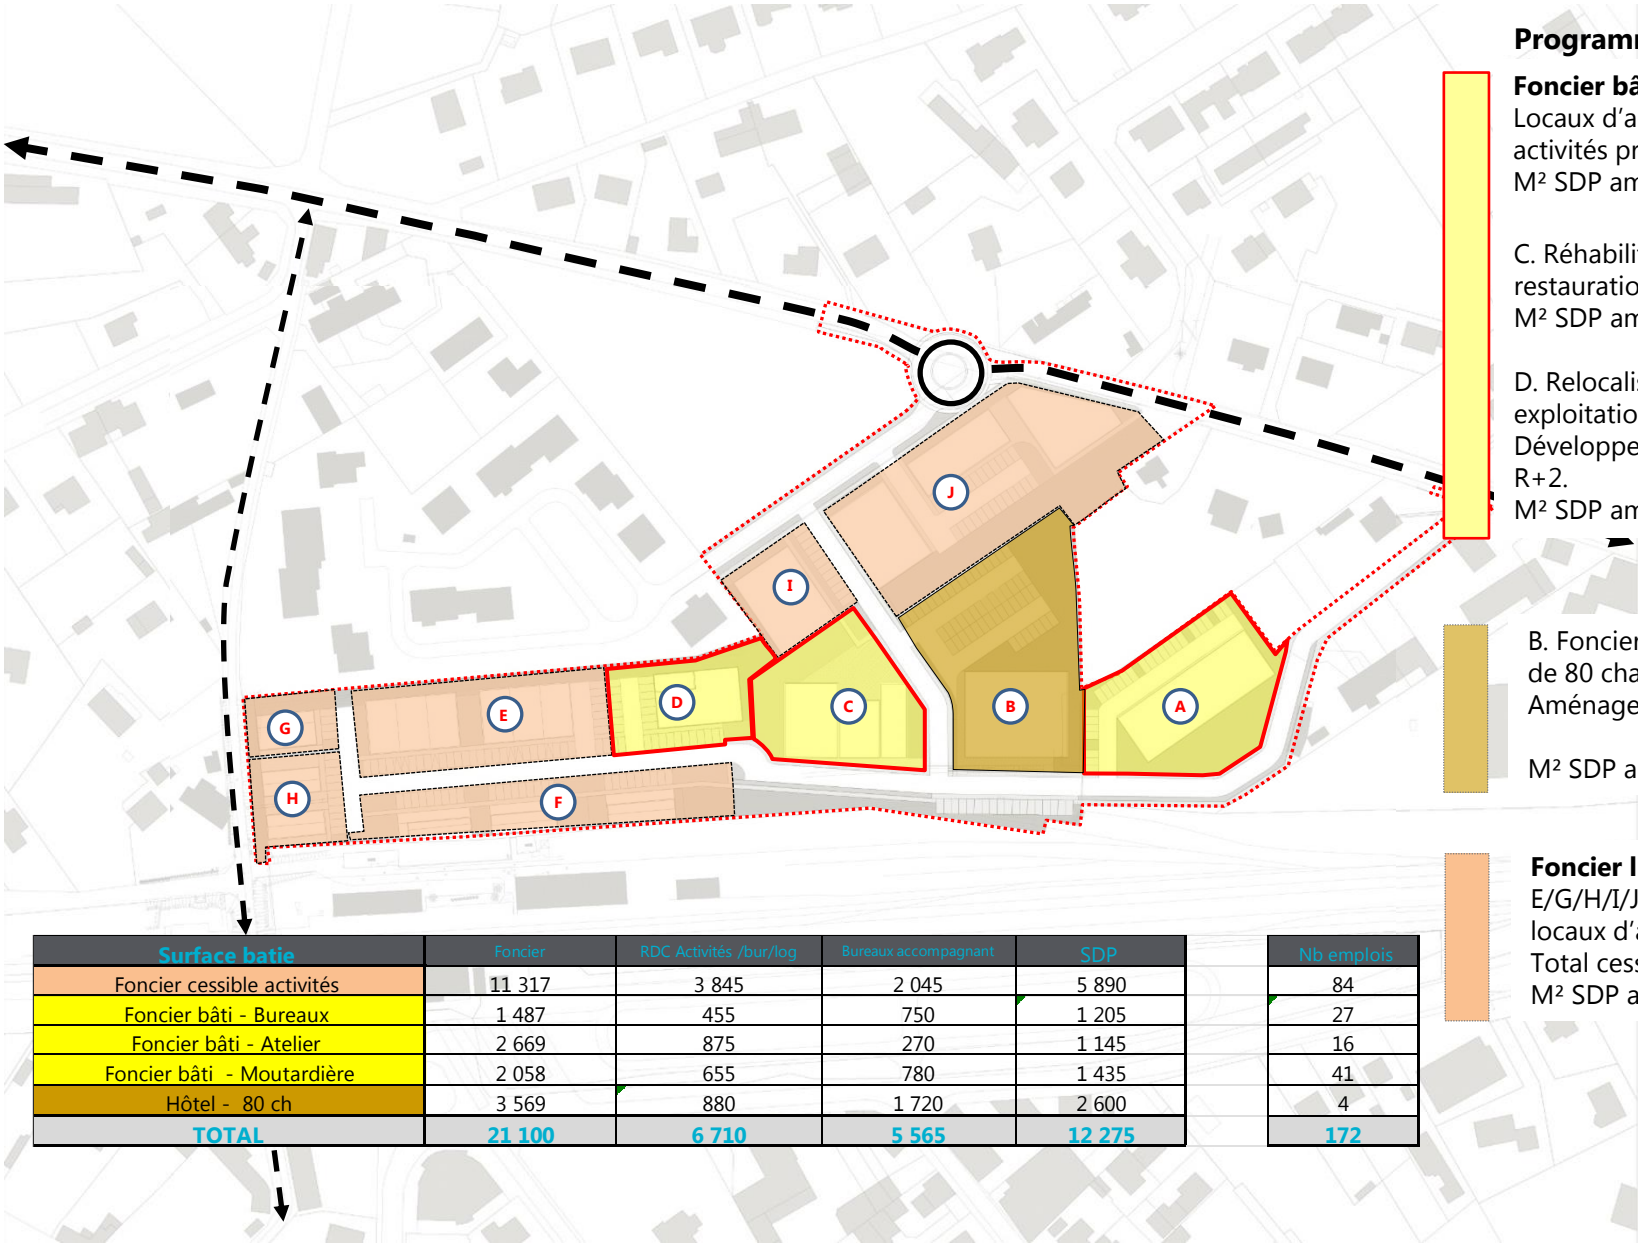 Programm
Foncier bâ
Locaux d'a
activités pr
M² SDP am
C. Réhabili
restauratio
M² SDP am
D. Relocalis
exploitatio
Développe
R+2.
M² SDP am
B. Foncier
de 80 cha
Aménage
M² SDP a
Foncier l
E/G/H/I/J
locaux d'a
Total cess
M² SDP a
J
I
D
C
B
A
G
E
H
F
Surface batie Foncier RDC Activités /bur/log Bureaux accompagnant SDP Nb emplois
Foncier cessible activités 11 317 3 845 2 045 5 890 84
Foncier bâti - Bureaux 1 487 455 750 1 205 27
Foncier bâti - Atelier 2 669 875 270 1 145 16
Foncier bâti - Moutardière 2 058 655 780 1 435 41
Hôtel - 80 ch 3 569 880 1 720 2 600 4
TOTAL 21 100 6 710 5 565 12 275 172